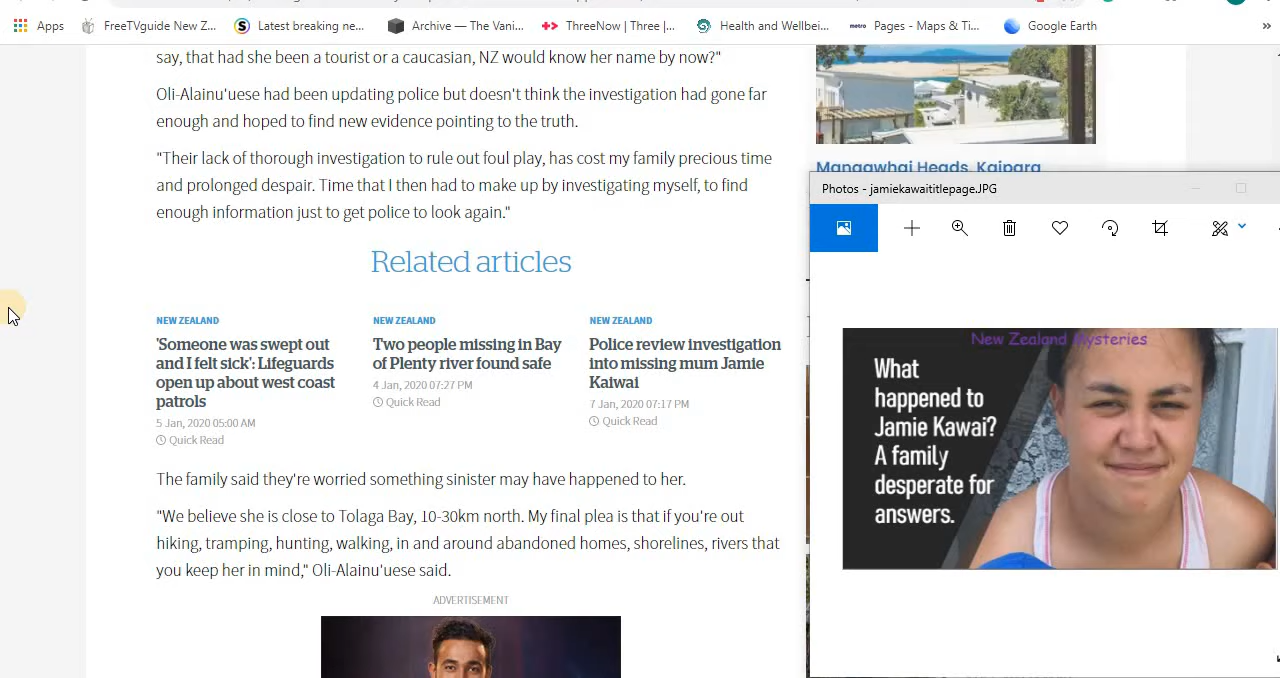 Apps
FreeTVguide New Z...
Latest breaking ne...
Archive — The Vani...
ThreeNow | Three |...
Health and Wellbei...
metro Pages - Maps & Ti...
Google Earth
»
say, that had she been a tourist or a caucasian, NZ would know her name by now?"
Oli-Alainu'uese had been updating police but doesn't think the investigation had gone far
enough and hoped to find new evidence pointing to the truth.
"Their lack of thorough investigation to rule out foul play, has cost my family precious time
and prolonged despair. Time that I then had to make up by investigating myself, to find
enough information just to get police to look again."
Related articles
NEW ZEALAND
'Someone was swept out
and I felt sick': Lifeguards
open up about west coast
patrols
5 Jan, 2020 05:00 AM
Quick Read
NEW ZEALAND
Two people missing in Bay
of Plenty river found safe
4 Jan, 2020 07:27 PM
Quick Read
NEW ZEALAND
Police review investigation
into missing mum Jamie
Kaiwai
7 Jan, 2020 07:17 PM
Quick Read
The family said they're worried something sinister may have happened to her.
"We believe she is close to Tolaga Bay, 10-30km north. My final plea is that if you're out
hiking, tramping, hunting, walking, in and around abandoned homes, shorelines, rivers that
you keep her in mind," Oli-Alainu'uese said.
ADVERTISEMENT
Mangawhai Heads, Kaipara
Photos - jamiekawaititlepage.JPG
New Zealand Mysteries
What
happened to
Jamie Kawai?
A family
desperate for
answers.